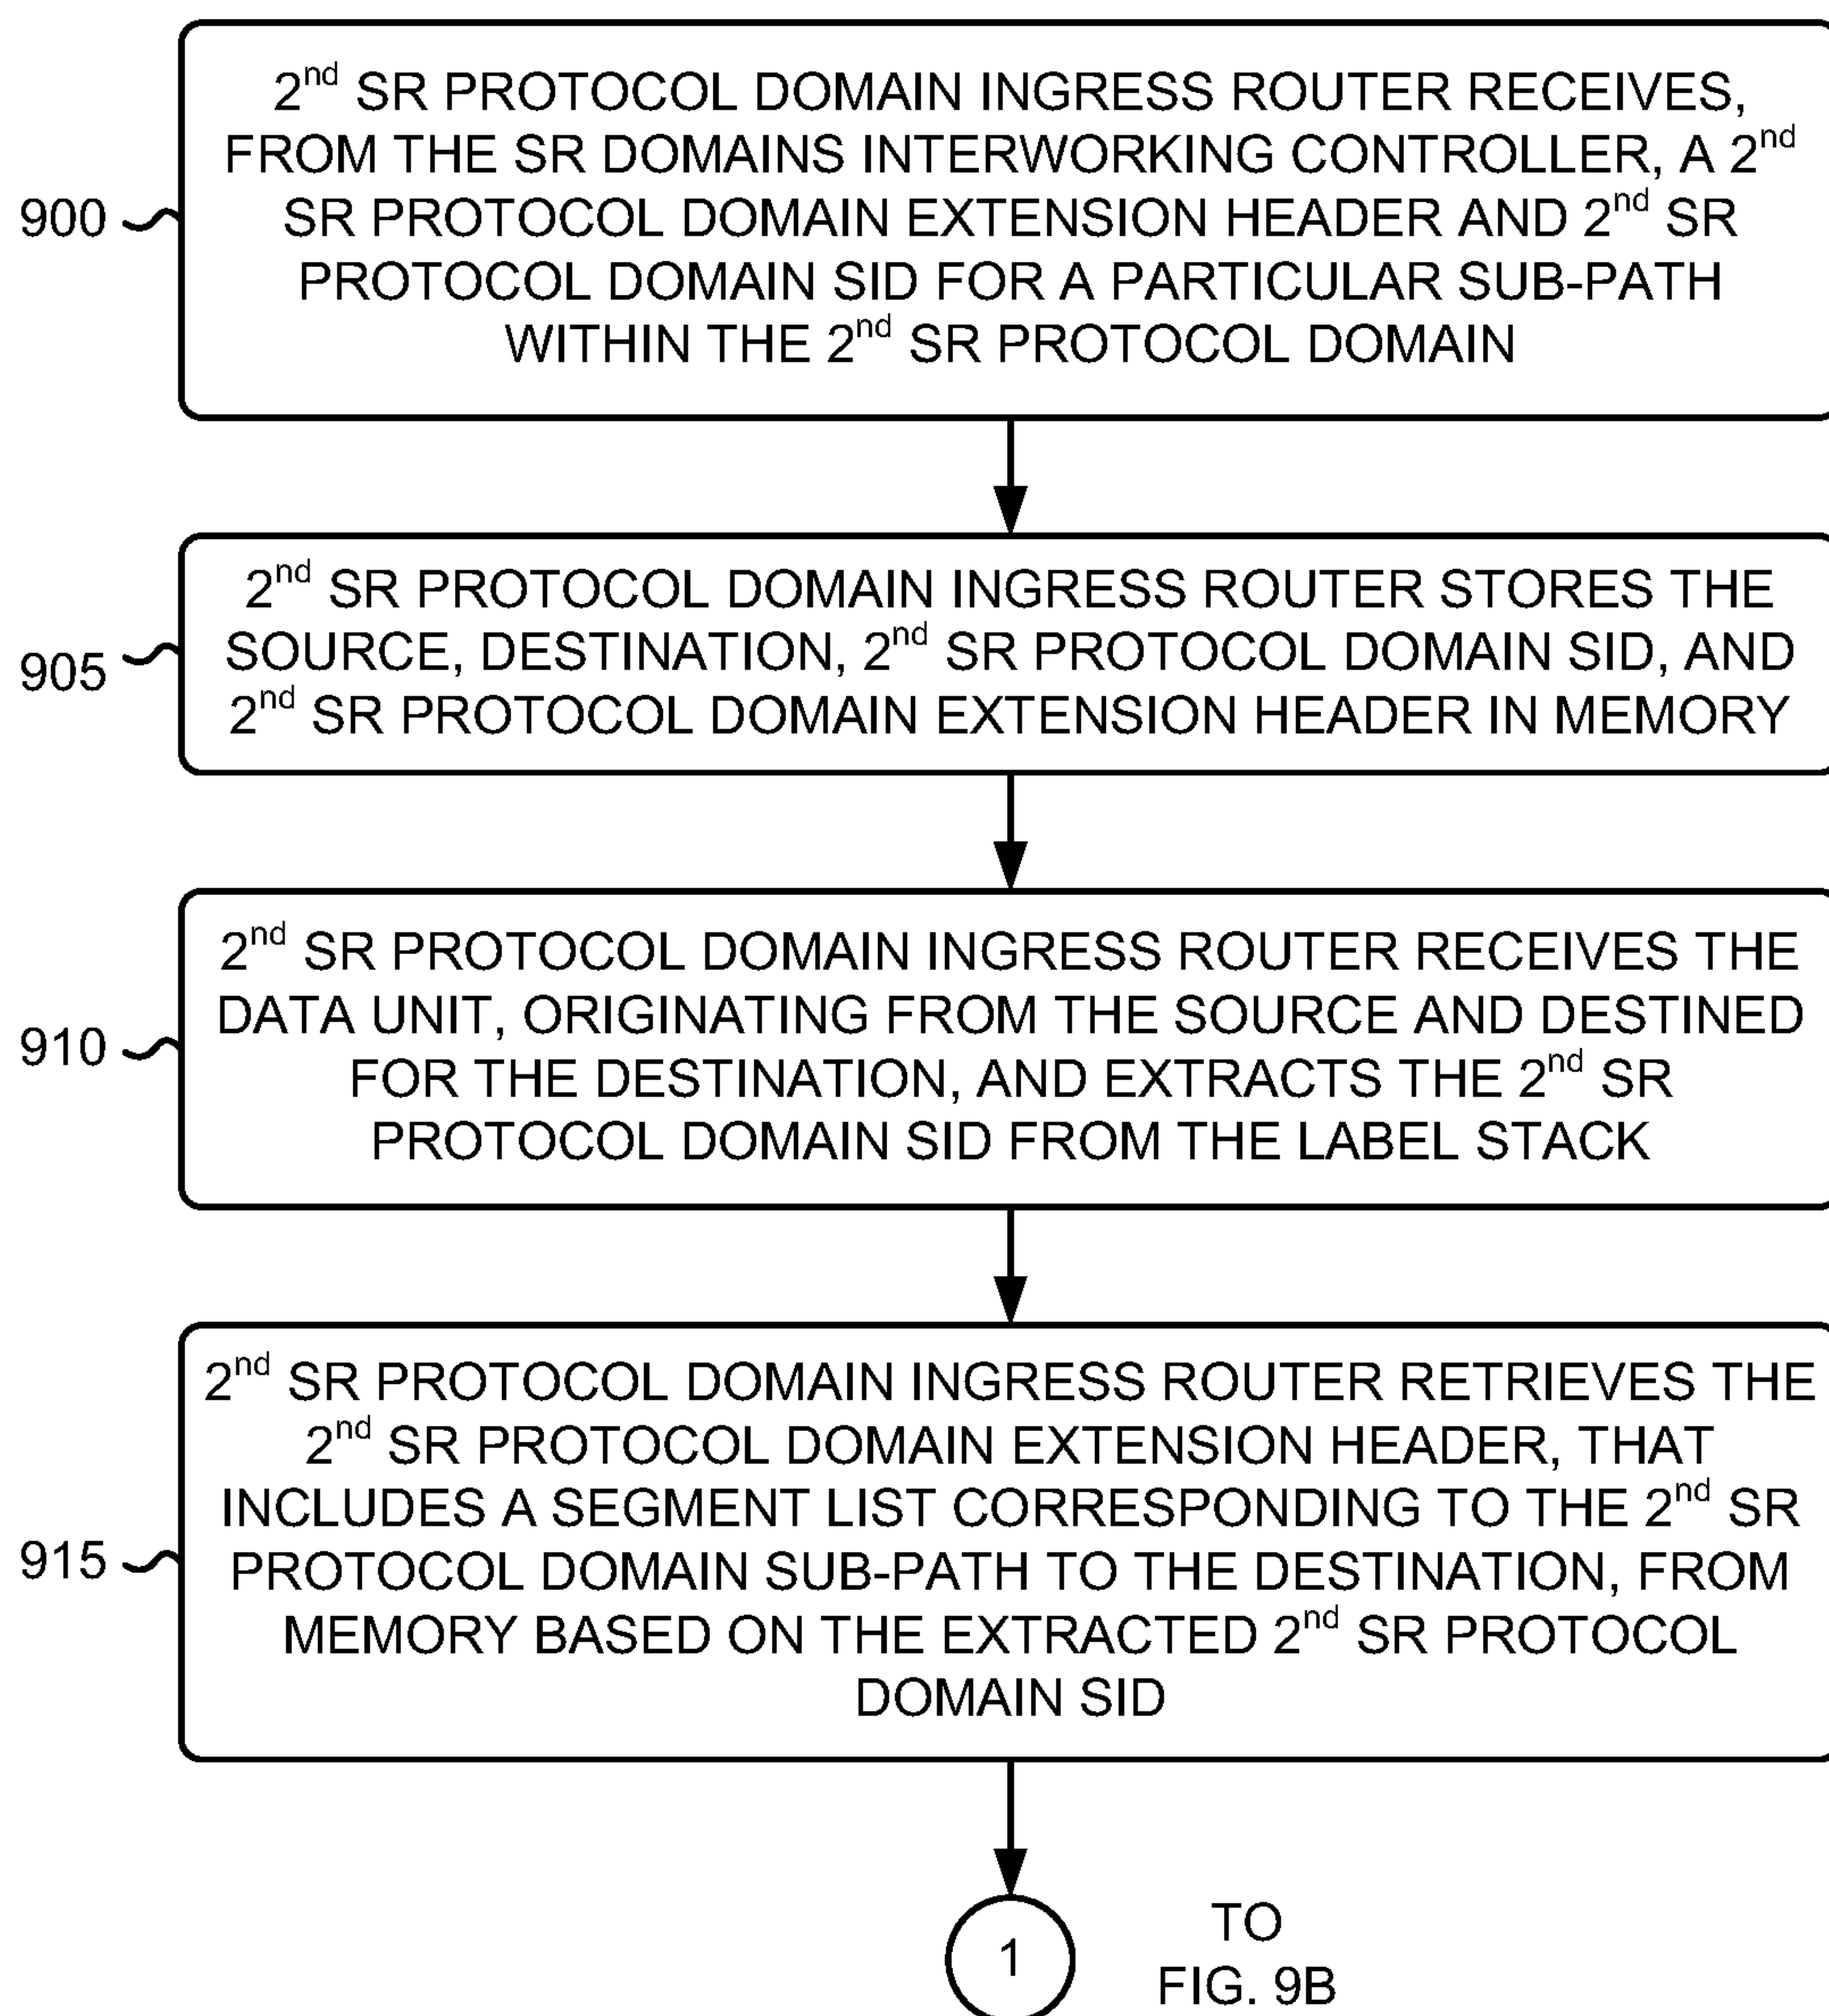 2nd SR PROTOCOL DOMAIN INGRESS ROUTER RECEIVES,
FROM THE SR DOMAINS INTERWORKING CONTROLLER, A 2nd
900
SR PROTOCOL DOMAIN EXTENSION HEADER AND 2nd SR
PROTOCOL DOMAIN SID FOR A PARTICULAR SUB-PATH
WITHIN THE 2nd SR PROTOCOL DOMAIN
2nd SR PROTOCOL DOMAIN INGRESS ROUTER STORES THE
905
SOURCE, DESTINATION, 2nd SR PROTOCOL DOMAIN SID, AND
2nd SR PROTOCOL DOMAIN EXTENSION HEADER IN MEMORY
2nd SR PROTOCOL DOMAIN INGRESS ROUTER RECEIVES THE
DATA UNIT, ORIGINATING FROM THE SOURCE AND DESTINED
910
FOR THE DESTINATION, AND EXTRACTS THE 2nd SR
PROTOCOL DOMAIN SID FROM THE LABEL STACK
2nd SR PROTOCOL DOMAIN INGRESS ROUTER RETRIEVES THE
2nd SR PROTOCOL DOMAIN EXTENSION HEADER, THAT
INCLUDES A SEGMENT LIST CORRESPONDING TO THE 2nd SR
915
PROTOCOL DOMAIN SUB-PATH TO THE DESTINATION, FROM
MEMORY BASED ON THE EXTRACTED 2nd SR PROTOCOL
DOMAIN SID
1
TO
FIG. 9B